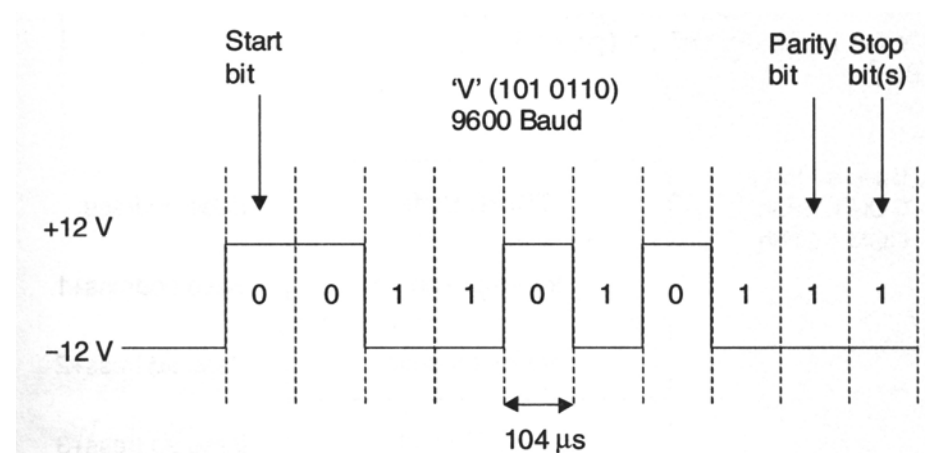 Start
bit
Parity
bit
Stop
bit(s)
‘V’ (101 0110)
9600 Baud
+12 V
0 0 1 1 0 1 0 1 1 1
−12 V
104 µs